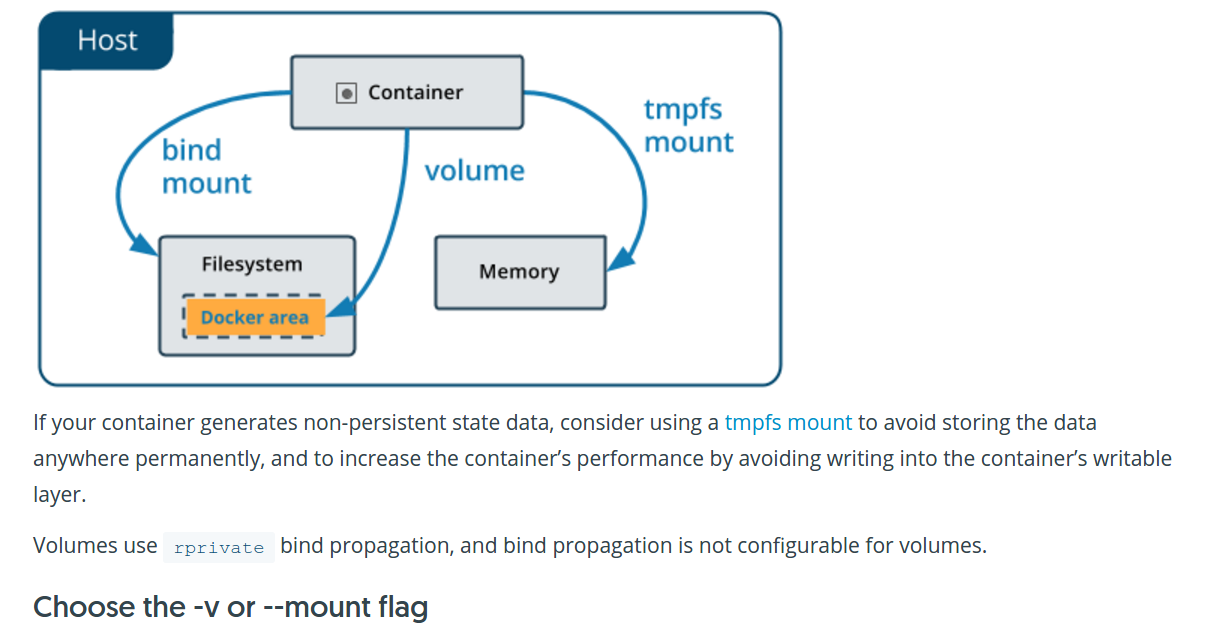 Host
Container
tmpfs
mount
bind
mount
volume
Filesystem
Memory
Docker area
If your container generates non-persistent state data, consider using a tmpfs mount to avoid storing the data
anywhere permanently, and to increase the container’s performance by avoiding writing into the container’s writable
layer.
Volumes use rprivate bind propagation, and bind propagation is not configurable for volumes.
Choose the -v or --mount flag